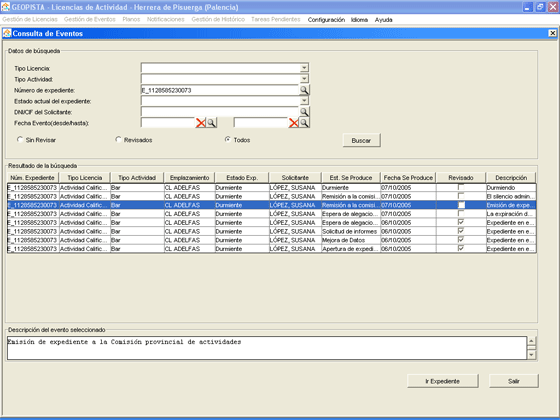 GEOPISTA - Licencias de Actividad - Herrera de Pisuerga (Palencia)
Gestión de Licencias Gestión de Eventos Planos Notificaciones Gestión de Histórico Tareas Pendientes Configuración Idioma Ayuda
Consulta de Eventos
Datos de búsqueda
Tipo Licencia:
Tipo Actividad:
Número de expediente: E_1128585230073
Estado actual del expediente:
DNI/CIF del Solicitante:
Fecha Evento(desde/hasta):
Sin Revisar Revisados Todos Buscar
Resultado de la búsqueda
Núm. Expediente Tipo Licencia Tipo Actividad Emplazamiento Estado Exp. Solicitante Est. Se Produce Fecha Se Produce Revisado Descripción
E_1128585230073 Actividad Calific... Bar CL ADELFAS Durmiente LÓPEZ, SUSANA Durmiente 07/10/2005 Durmiendo
E_1128585230073 Actividad Calific... Bar CL ADELFAS Durmiente LÓPEZ, SUSANA Remisión a la comisi... 07/10/2005 El silencio admin...
E_1128585230073 Actividad Calific... Bar CL ADELFAS Durmiente LÓPEZ, SUSANA Remisión a la comisi... 07/10/2005 Emisión de expe...
E_1128585230073 Actividad Calific... Bar CL ADELFAS Durmiente LÓPEZ, SUSANA Espera de alegacio... 07/10/2005 La expiración d...
E_1128585230073 Actividad Calific... Bar CL ADELFAS Durmiente LÓPEZ, SUSANA Espera de alegacio... 06/10/2005 Expediente en e...
E_1128585230073 Actividad Calific... Bar CL ADELFAS Durmiente LÓPEZ, SUSANA Solicitud de informes 06/10/2005 Expediente en e...
E_1128585230073 Actividad Calific... Bar CL ADELFAS Durmiente LÓPEZ, SUSANA Mejora de Datos 06/10/2005 Expediente en e...
E_1128585230073 Actividad Calific... Bar CL ADELFAS Durmiente LÓPEZ, SUSANA Apertura de expedi... 06/10/2005 Expediente en e...
Descripción del evento seleccionado
Emisión de expediente a la Comisión provincial de actividades
Ir Expediente Salir